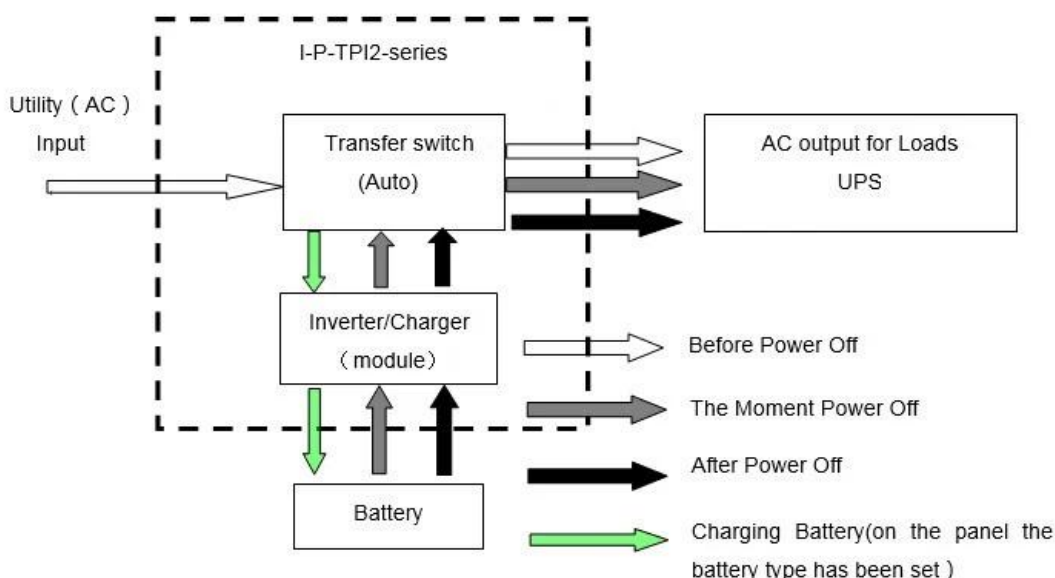 I-P-TPI2-series
Utility（AC）
Input
Transfer switch
(Auto)
AC output for Loads
UPS
Inverter/Charger
（module）
Before Power Off
The Moment Power Off
After Power Off
Battery
Charging Battery(on the panel the
battery type has been set）